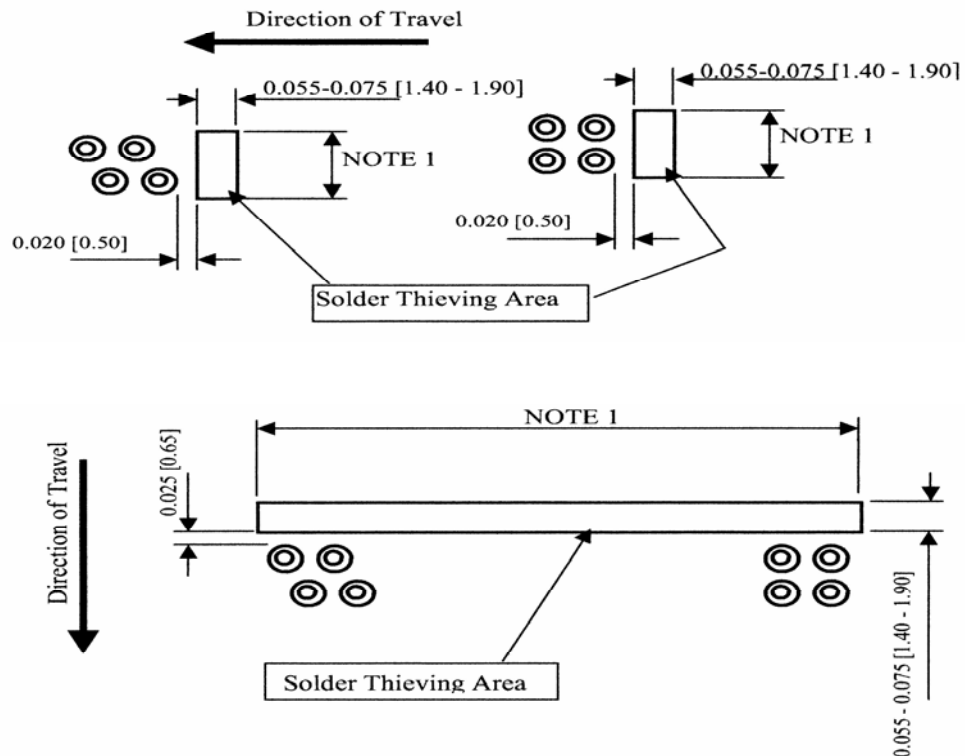 Direction of Travel
0.055-0.075 [1.40 - 1.90]
0.055-0.075 [1.40 - 1.90]
NOTE 1
NOTE 1
0.020 [0.50]
0.020 [0.50]
Solder Thieving Area
NOTE 1
Direction of Travel
0.025 [0.65]
0.055 - 0.075 [1.40 - 1.90]
Solder Thieving Area